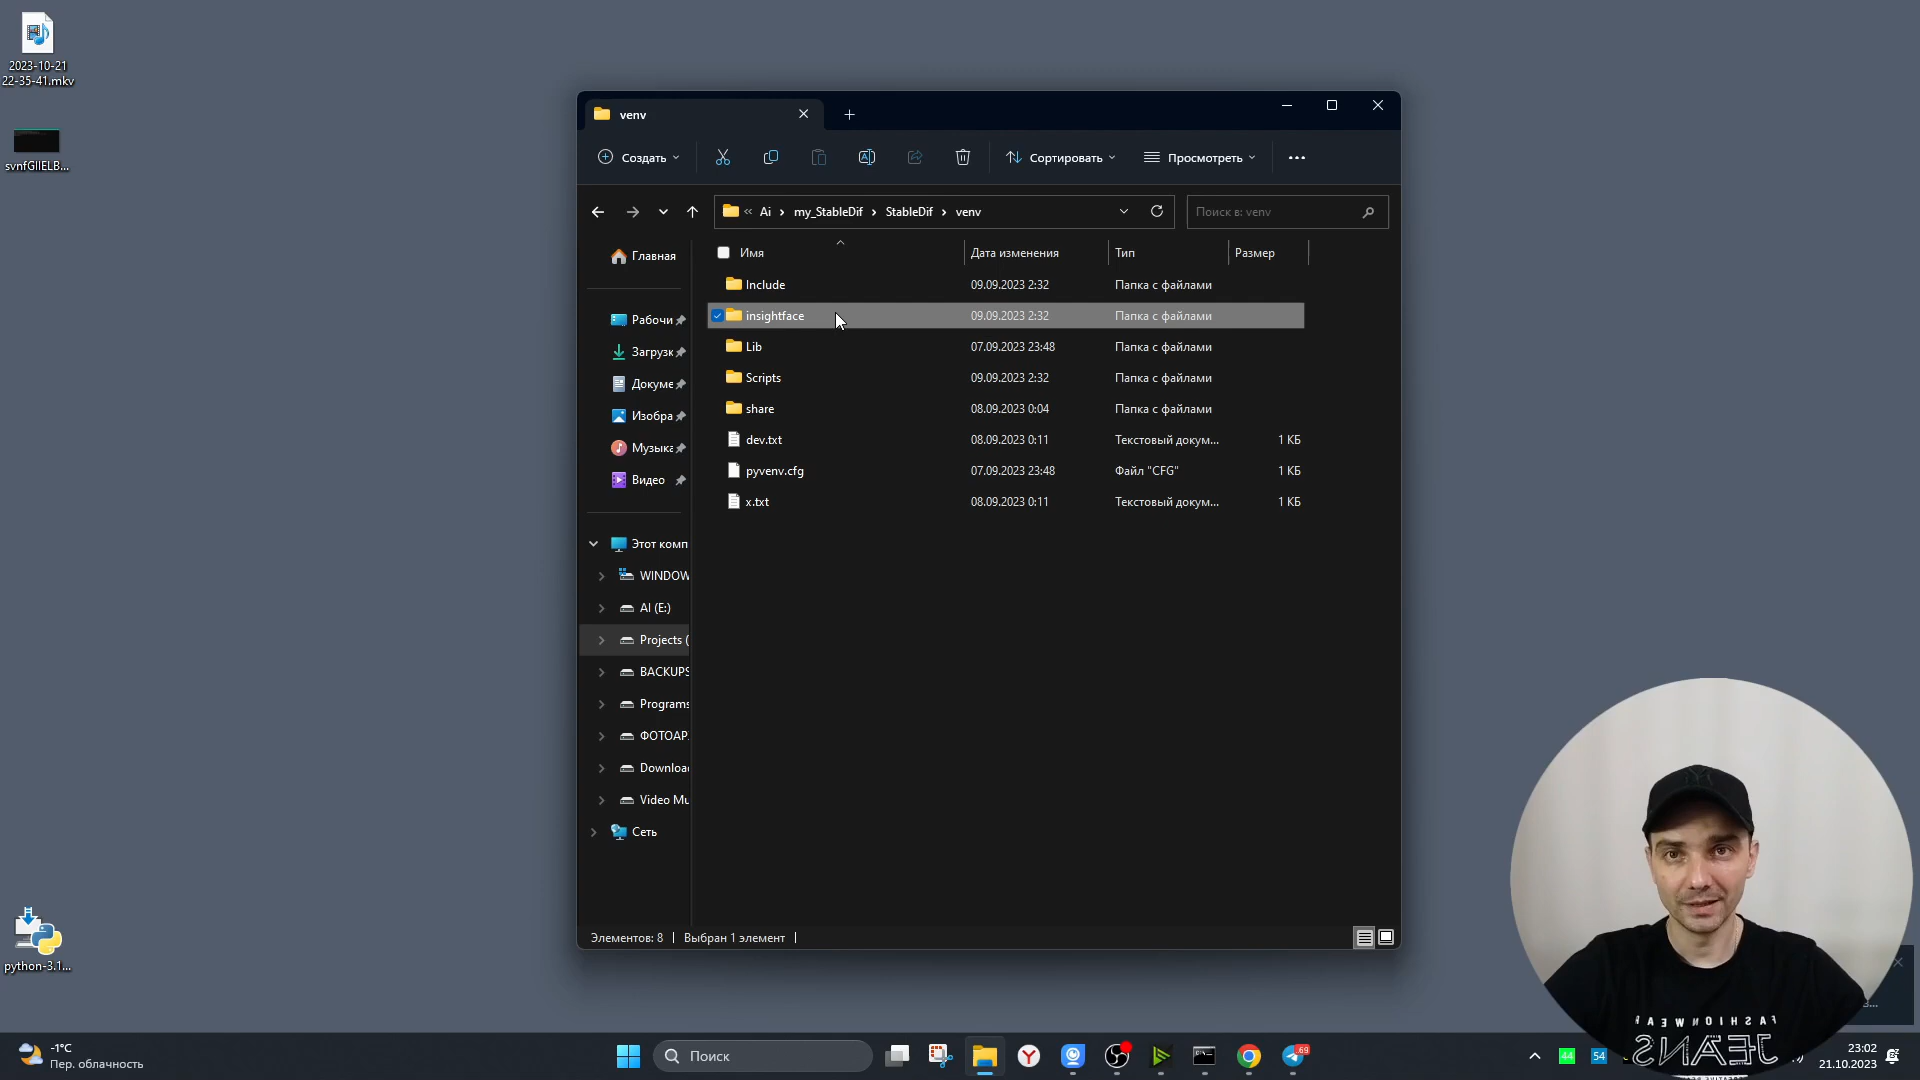 2023-10-21
22-35-41.mkv
svnfGIIELB...
python-3.1...
venv
Создать
Сортировать
Просмотреть
Ai
my_StableDif
StableDif
venv
Поиск в: venv
Главная
Рабочи
Загрузк
Докуме
Изобра
Музыка
Видео
Этот комп
WINDOW
AI (E:)
Projects (
BACKUPS
Programs
ФОТОАР
Downloa
Video Mu
Сеть
Имя Дата изменения Тип Размер
Include 09.09.2023 2:32 Папка с файлами
insightface 09.09.2023 2:32 Папка с файлами
Lib 07.09.2023 23:48 Папка с файлами
Scripts 09.09.2023 2:32 Папка с файлами
share 08.09.2023 0:04 Папка с файлами
dev.txt 08.09.2023 0:11 Текстовый докум... 1 КБ
pyvenv.cfg 07.09.2023 23:48 Файл "CFG" 1 КБ
x.txt 08.09.2023 0:11 Текстовый докум... 1 КБ
Элементов: 8 Выбран 1 элемент
FASHIONWEAR
JEANS
-1°C
Пер. облачность
Поиск
69
44
54
23:02
21.10.2023